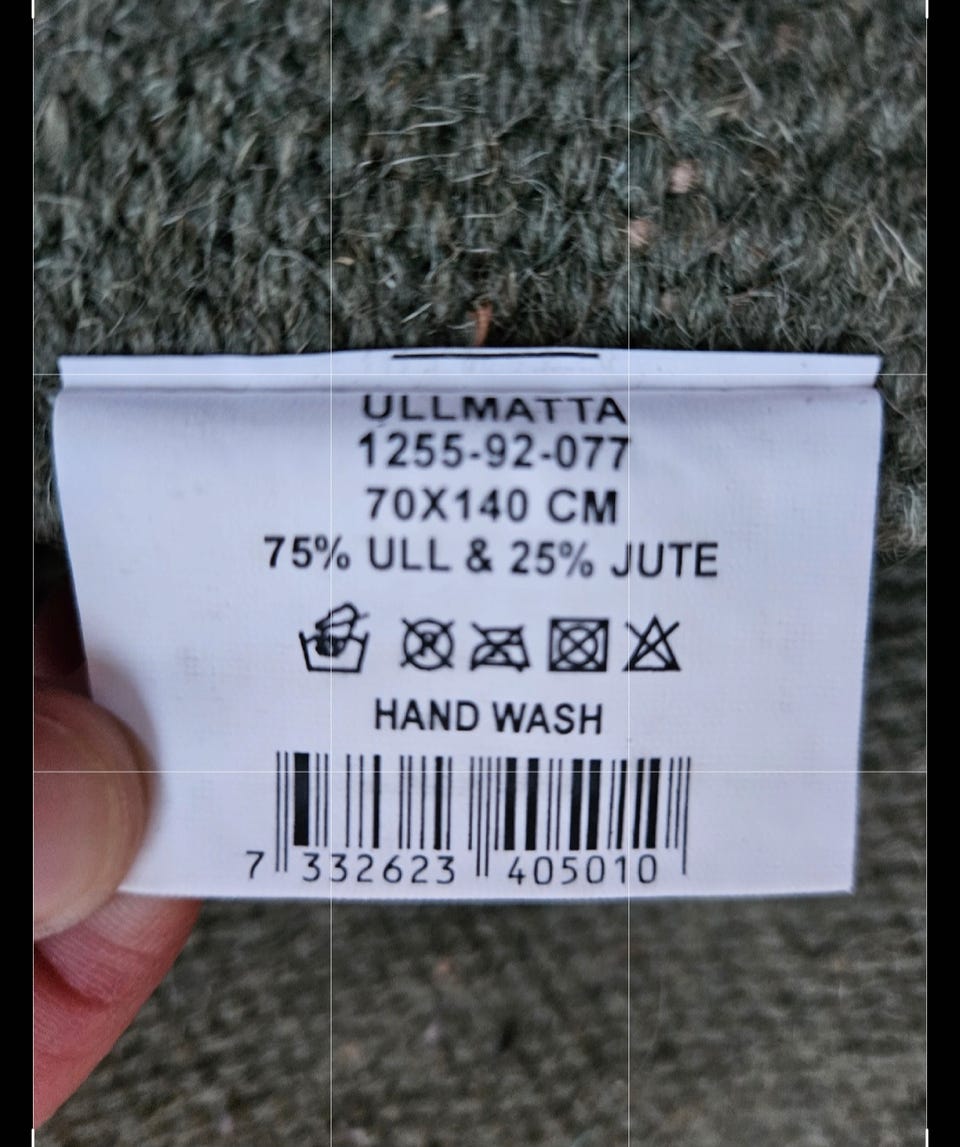 ULLMATTA
1255-92-077
70X140 CM
75% ULL & 25% JUTE
HAND WASH
7 332623 405010